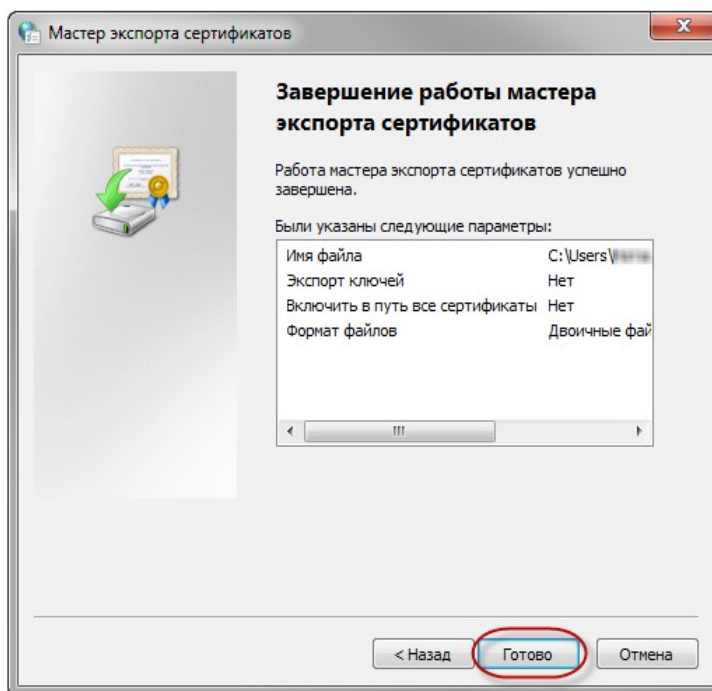 Мастер экспорта сертификатов
Завершение работы мастера
экспорта сертификатов
Работа мастера экспорта сертификатов успешно
завершена.
Были указаны следующие параметры:
Имя файла C:\Users\
Экспорт ключей Нет
Включить в путь все сертификаты Нет
Формат файлов Двоичные фай
< Назад Готово Отмена